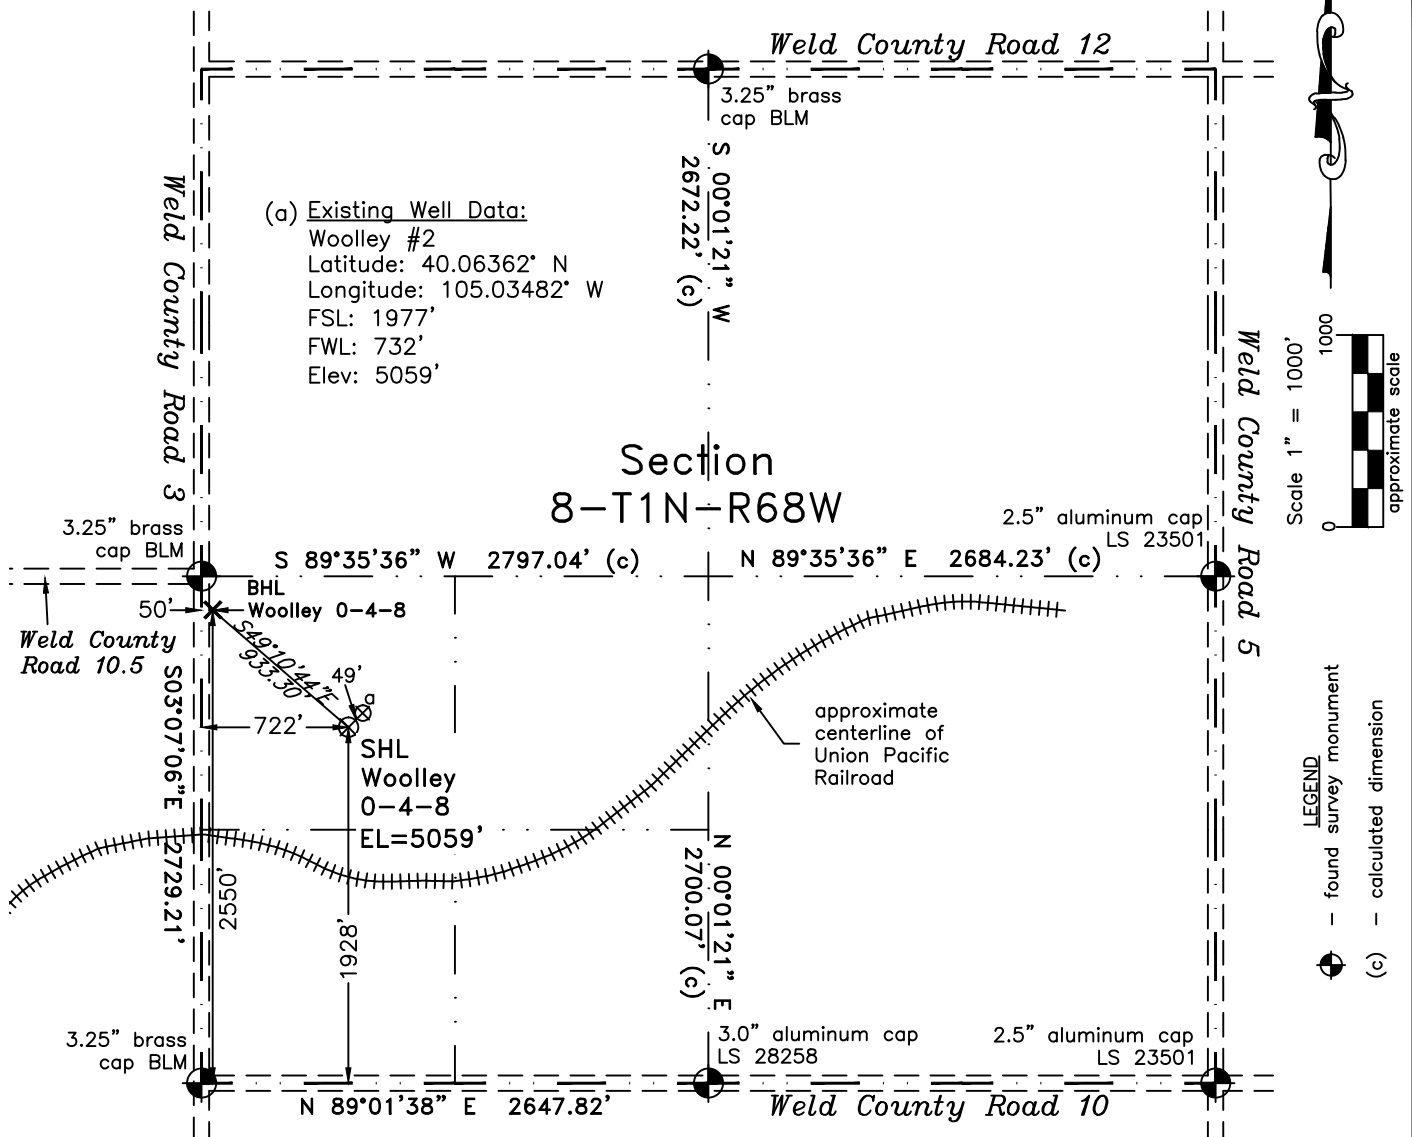 Weld County Road 12
3.25" brass
cap BLM
S 00°01'21" W
2672.22' (c)
Weld County Road 3
(a) Existing Well Data:
Woolley #2
Latitude: 40.06362° N
Longitude: 105.03482° W
FSL: 1977'
FWL: 732'
Elev: 5059'
Weld County Road 5
Scale 1" = 1000'
0 1000
approximate scale
Section
8-T1N-R68W
3.25" brass
cap BLM
2.5" aluminum cap
LS 23501
S 89°35'36" W 2797.04' (c)
N 89°35'36" E 2684.23' (c)
BHL
Woolley 0-4-8
50'
Weld County
Road 10.5
S49°10'44"E
933.30'
49'
a
722'
SHL
Woolley
0-4-8
EL=5059'
S03°07'06"E 2729.21'
2550'
1928'
approximate
centerline of
Union Pacific
Railroad
N 00°01'21" E
2700.07' (c)
LEGEND
- found survey monument
(c) - calculated dimension
3.25" brass
cap BLM
3.0" aluminum cap
LS 28258
2.5" aluminum cap
LS 23501
N 89°01'38" E 2647.82'
Weld County Road 10